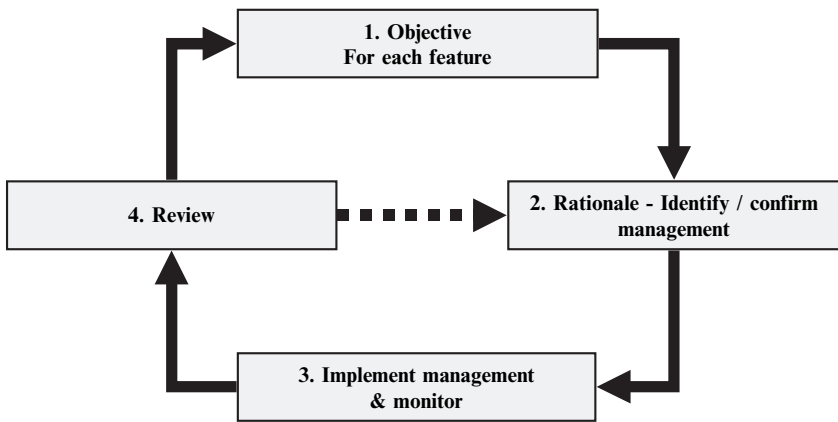 1. Objective
For each feature
4. Review
2. Rationale - Identify / confirm
management
3. Implement management
& monitor